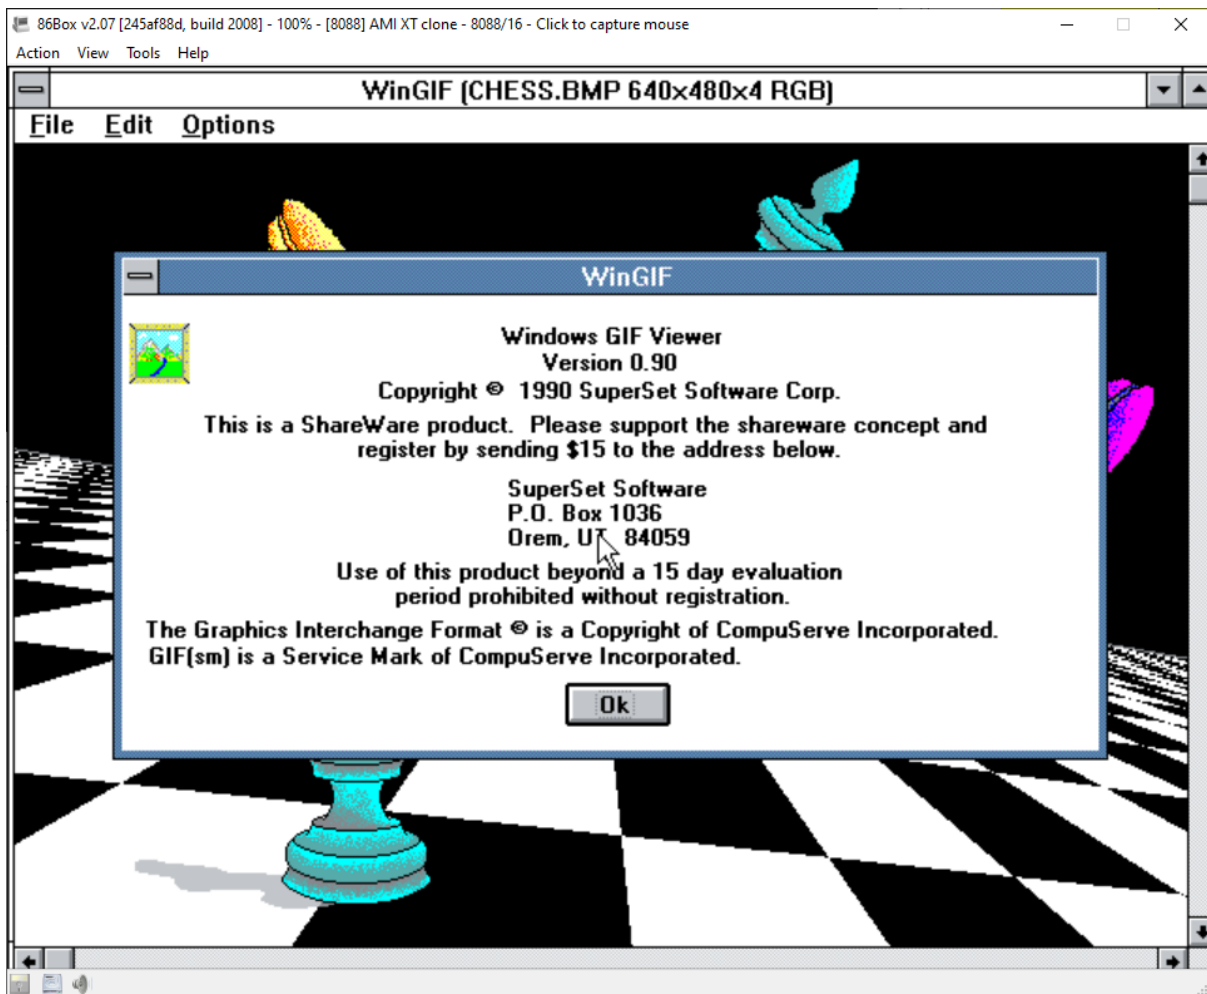 86Box v2.07 [245af88d, build 2008] - 100% - [8088] AMI XT clone - 8088/16 - Click to capture mouse
Action View Tools Help
WinGIF (CHESS.BMP 640x480x4 RGB)
File Edit Options
WinGIF
Windows GIF Viewer
Version 0.90
Copyright © 1990 SuperSet Software Corp.
This is a ShareWare product. Please support the shareware concept and
register by sending $15 to the address below.
SuperSet Software
P.O. Box 1036
Orem, UT 84059
Use of this product beyond a 15 day evaluation
period prohibited without registration.
The Graphics Interchange Format © is a Copyright of CompuServe Incorporated.
GIF(sm) is a Service Mark of CompuServe Incorporated.
Ok